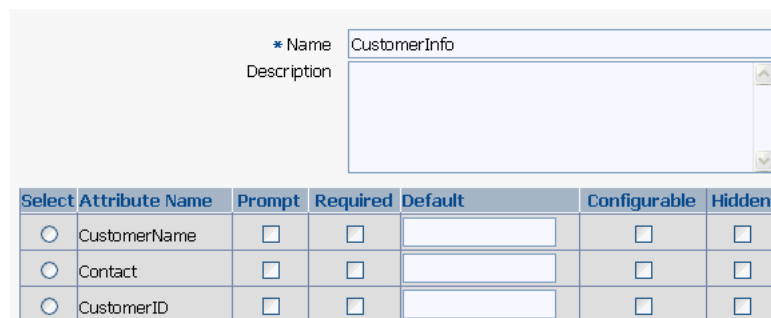 * Name CustomerInfo
Description
Select Attribute Name Prompt Required Default Configurable Hidden
CustomerName
Contact
CustomerID